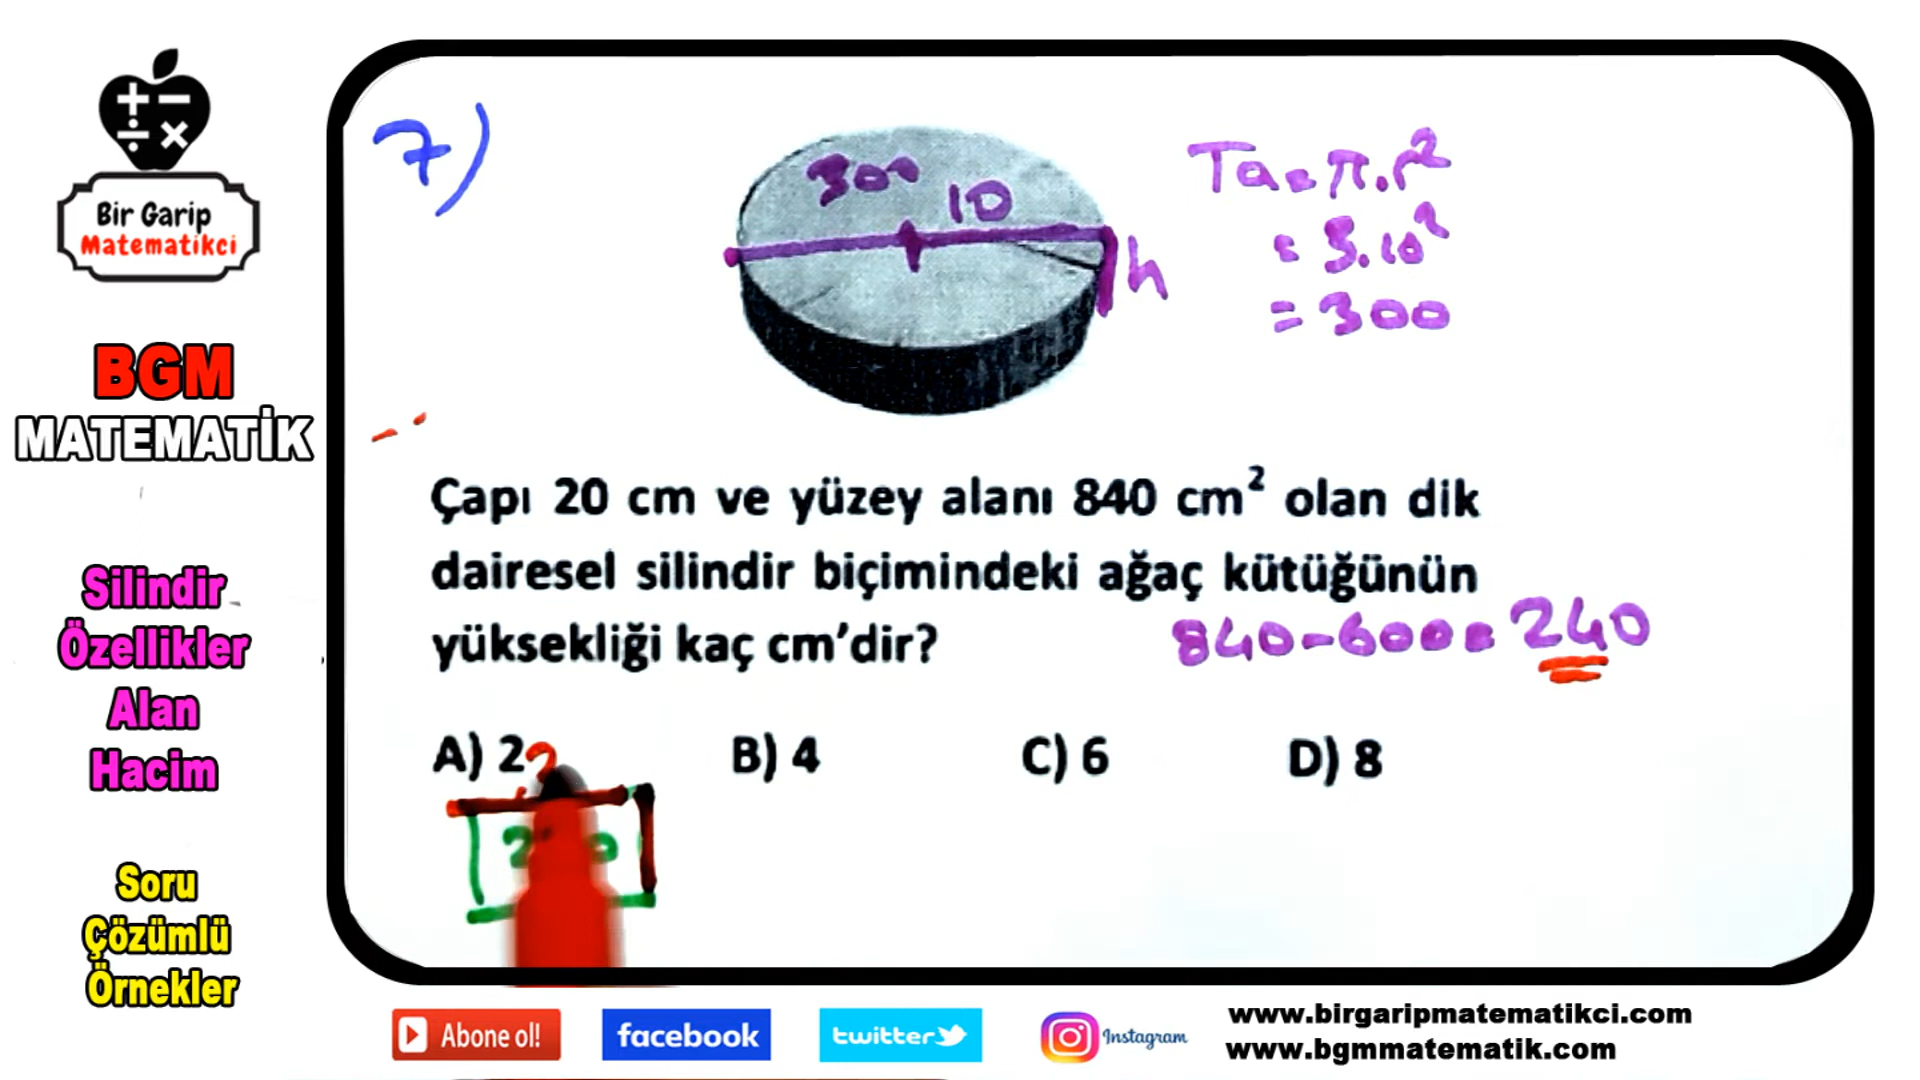 Bir Garip
Matematikci
BGM
MATEMATİK
Silindir
Özellikler
Alan
Hacim
Soru
Çözümlü
Örnekler
7)
300
10
h
Ta = π.r²
= 3.10²
= 300
Çapı 20 cm ve yüzey alanı 840 cm² olan dik
dairesel silindir biçimindeki ağaç kütüğünün
yüksekliği kaç cm'dir?
840-600=240
A) 2 B) 4 C) 6 D) 8
?
Abone ol!
facebook
twitter
Instagram
www.birgaripmatematikci.com
www.bgmmatematik.com